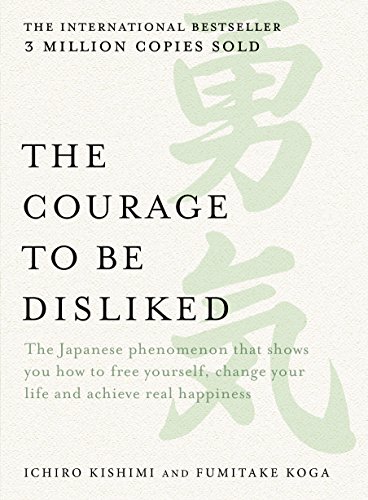 THE INTERNATIONAL BESTSELLER
3 MILLION COPIES SOLD
勇気
THE
COURAGE
TO BE
DISLIKED
The Japanese phenomenon that shows
you how to free yourself, change your
life and achieve real happiness
ICHIRO KISHIMI AND FUMITAKE KOGA